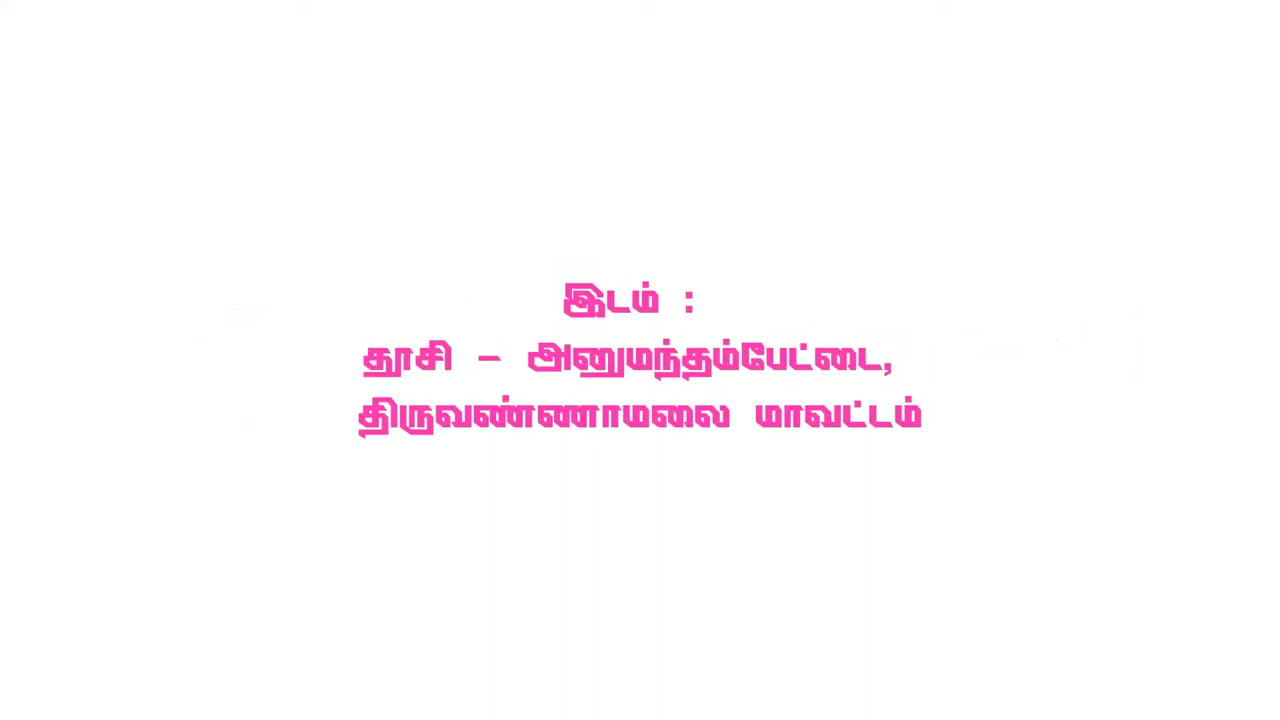 இடம் :
தூசி - அனுமந்தம்பேட்டை,
திருவண்ணாமலை மாவட்டம்